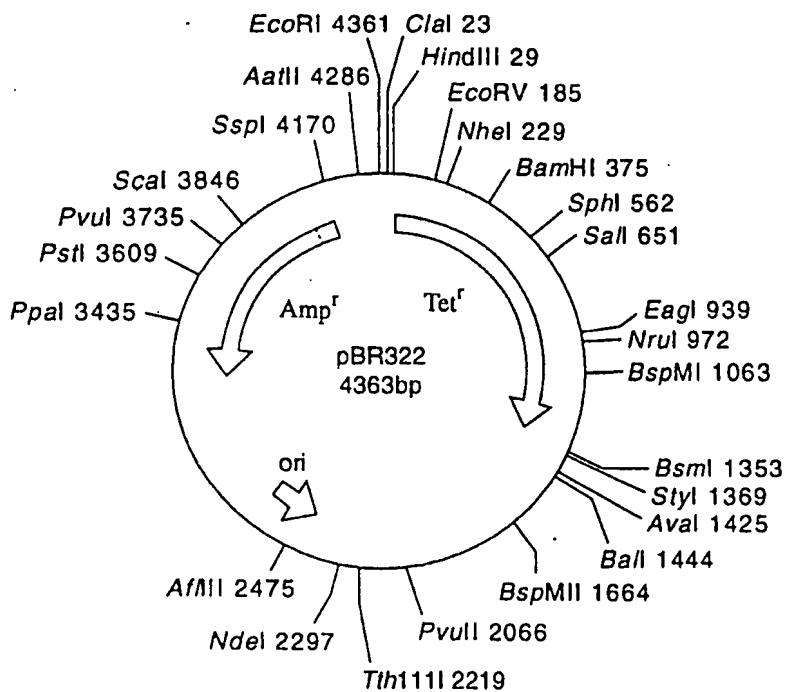 EcoRI 4361
ClaI 23
HindIII 29
AatII 4286
EcoRV 185
SspI 4170
NheI 229
BamHI 375
ScaI 3846
SphI 562
PvuI 3735
SalI 651
PstI 3609
PpaI 3435
Ampʳ
Tetʳ
EagI 939
NruI 972
pBR322
4363bp
BspMI 1063
ori
BsmI 1353
StyI 1369
AvaI 1425
BalI 1444
BspMII 1664
AflIII 2475
NdeI 2297
PvuII 2066
Tth111I 2219